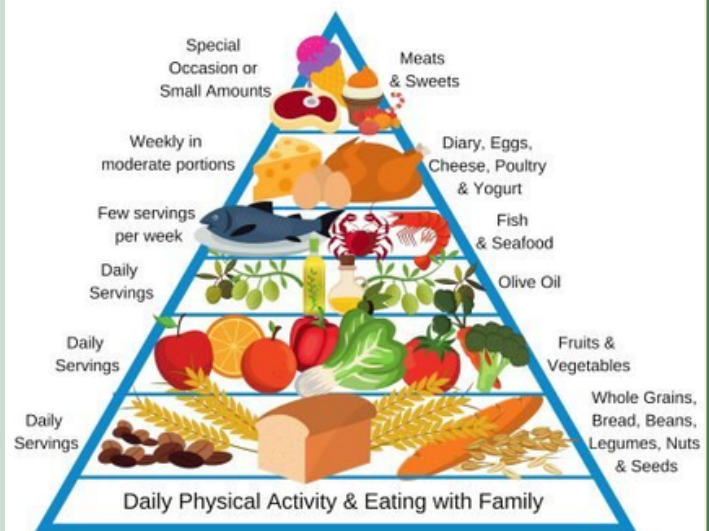 Special
Occasion or
Small Amounts
Meats
& Sweets
Weekly in
moderate portions
Diary, Eggs,
Cheese, Poultry
& Yogurt
Few servings
per week
Fish
& Seafood
Daily
Servings
Olive Oil
Daily
Servings
Fruits &
Vegetables
Daily
Servings
Whole Grains,
Bread, Beans,
Legumes, Nuts
& Seeds
Daily Physical Activity & Eating with Family